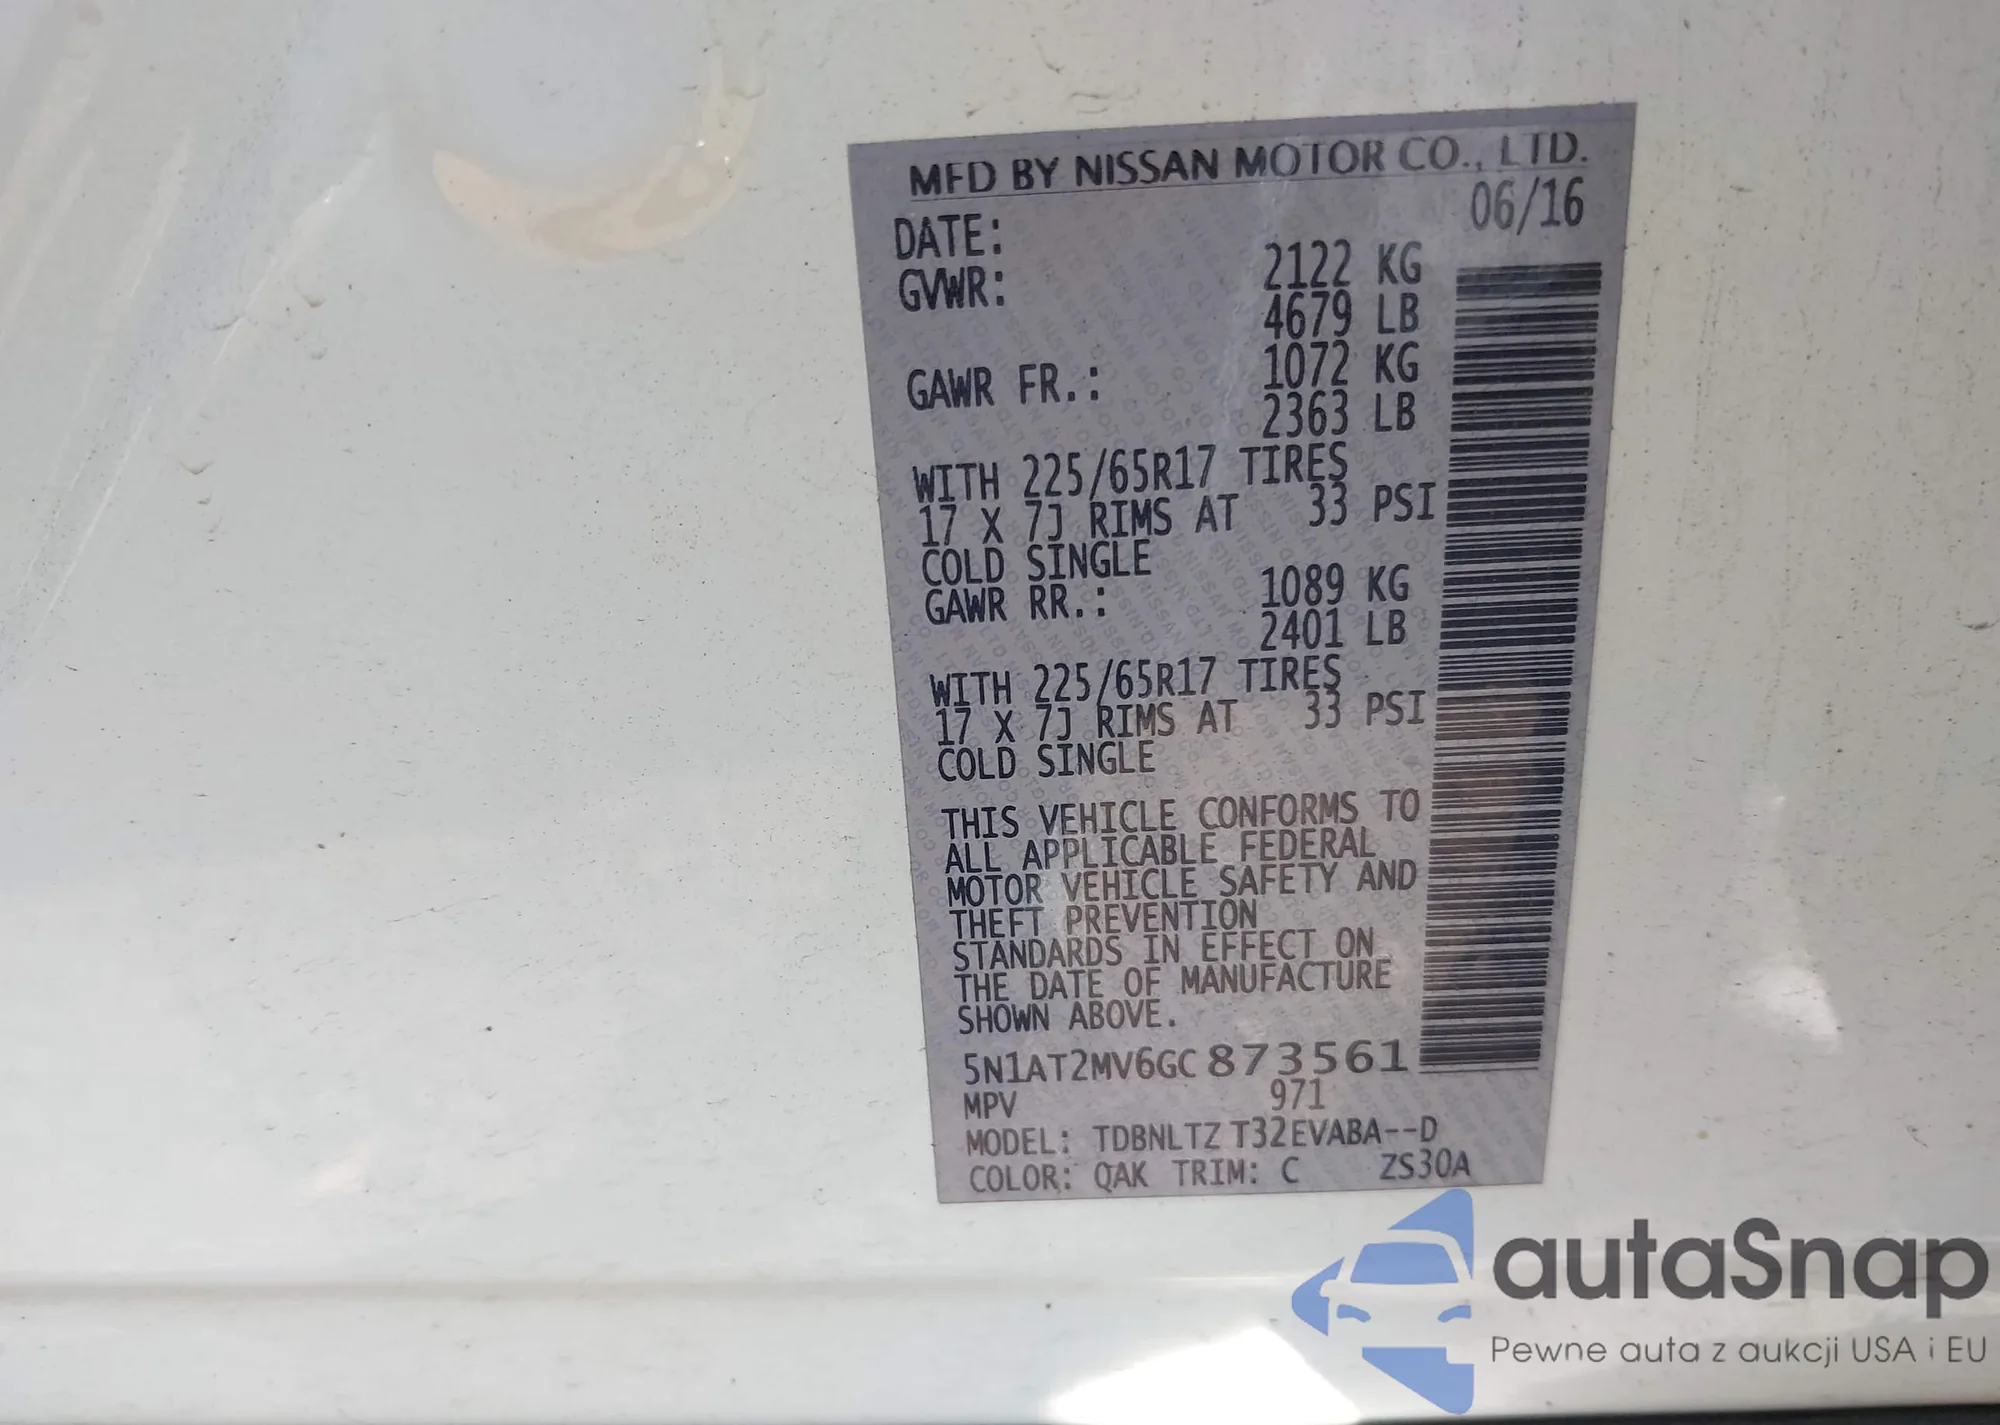 MFD BY NISSAN MOTOR CO., LTD.
DATE: 06/16
GVWR: 2122 KG
4679 LB
GAWR FR.: 1072 KG
2363 LB
WITH 225/65R17 TIRES
17 X 7J RIMS AT 33 PSI
COLD SINGLE
GAWR RR.: 1089 KG
2401 LB
WITH 225/65R17 TIRES
17 X 7J RIMS AT 33 PSI
COLD SINGLE
THIS VEHICLE CONFORMS TO
ALL APPLICABLE FEDERAL
MOTOR VEHICLE SAFETY AND
THEFT PREVENTION
STANDARDS IN EFFECT ON
THE DATE OF MANUFACTURE
SHOWN ABOVE.
5N1AT2MV6GC873561
MPV 971
MODEL: TDBNLTZ T32EVABA--D
COLOR: QAK TRIM: C ZS30A
autaSnap
Pewne auta z aukcji USA i EU